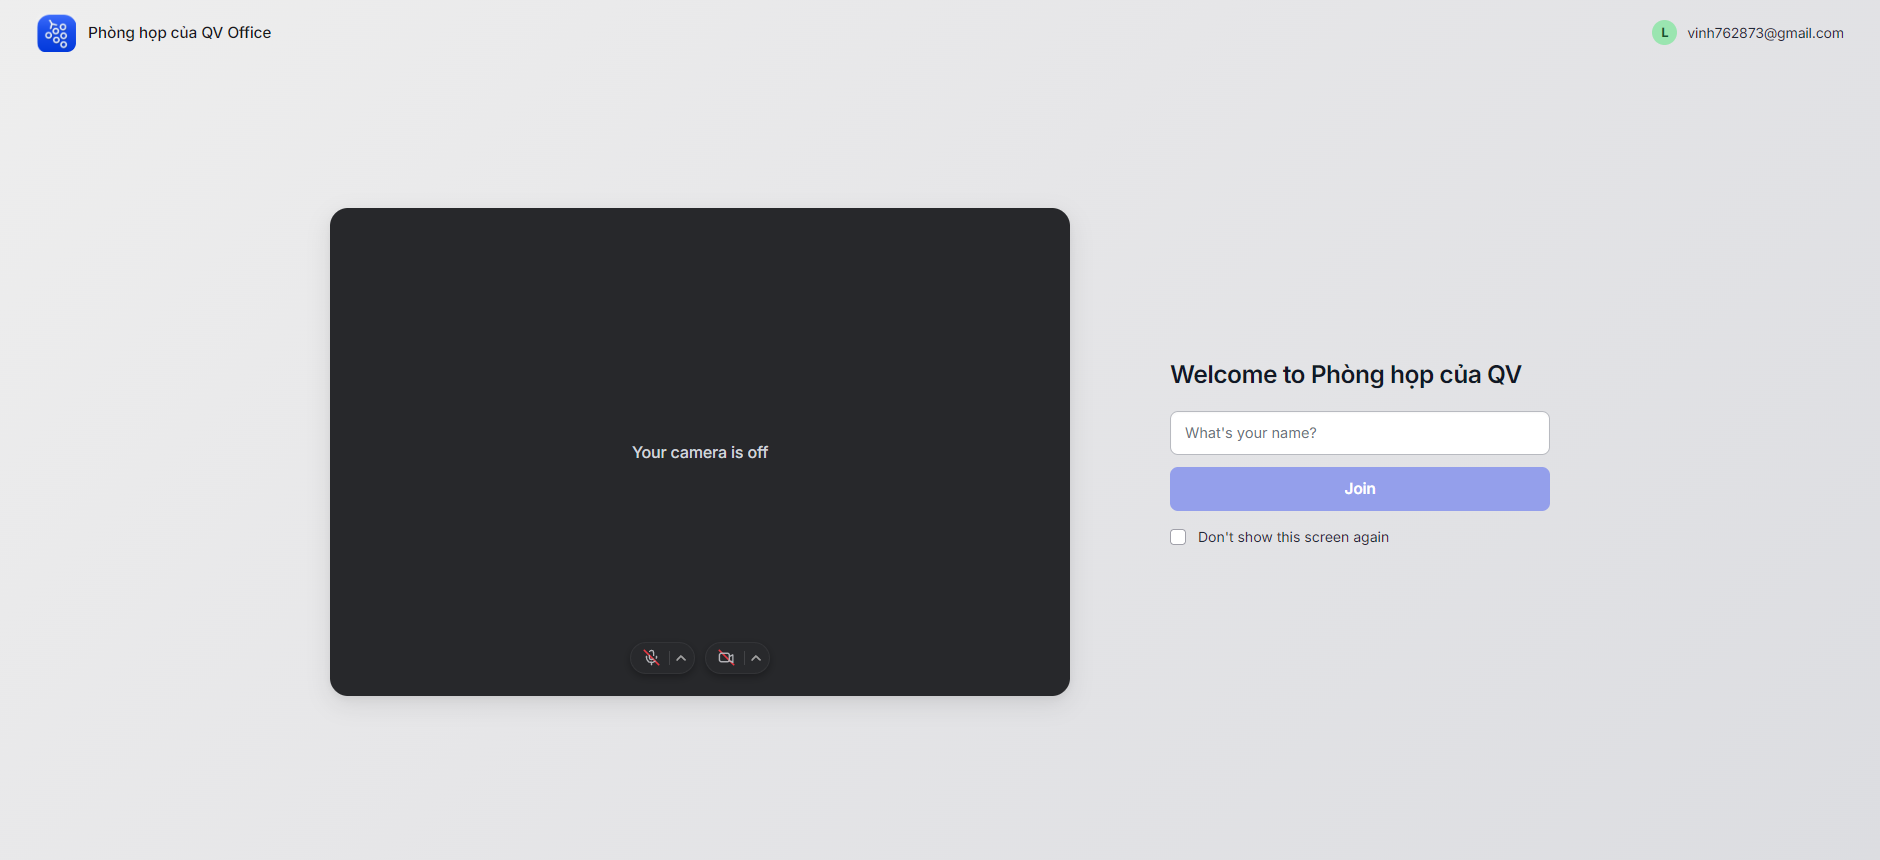 Phòng họp của QV Office
L
vinh762873@gmail.com
Your camera is off
Welcome to Phòng họp của QV
What's your name?
Join
Don't show this screen again